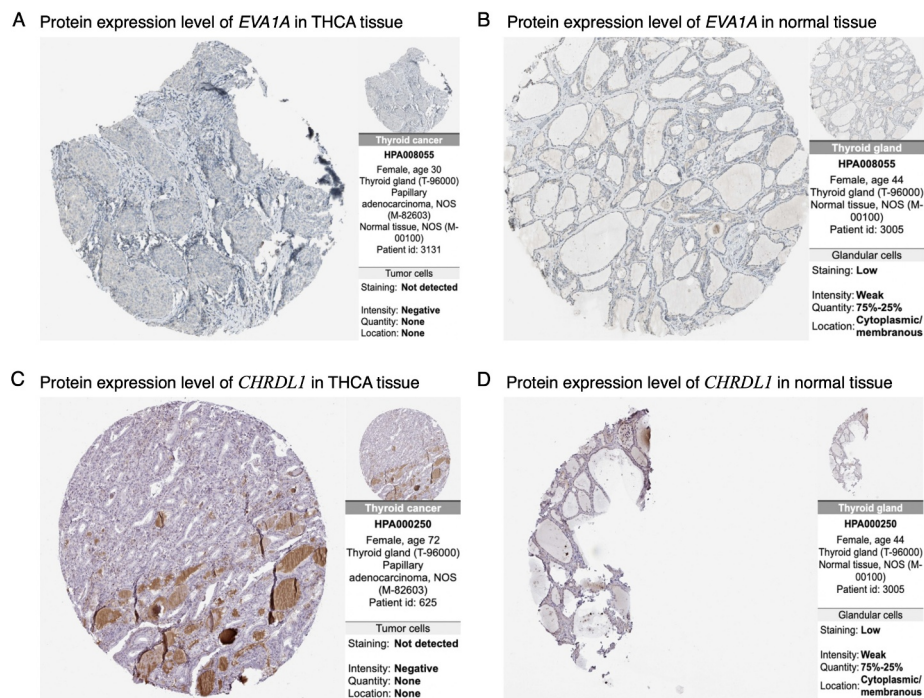 A Protein expression level of EVA1A in THCA tissue
Thyroid cancer
HPA008055
Female, age 30
Thyroid gland (T-96000)
Papillary
adenocarcinoma, NOS
(M-82603)
Normal tissue, NOS (M-
00100)
Patient id: 3131
Tumor cells
Staining: Not detected
Intensity: Negative
Quantity: None
Location: None
B Protein expression level of EVA1A in normal tissue
Thyroid gland
HPA008055
Female, age 44
Thyroid gland (T-96000)
Normal tissue, NOS (M-
00100)
Patient id: 3005
Glandular cells
Staining: Low
Intensity: Weak
Quantity: 75%-25%
Location: Cytoplasmic/
membranous
C Protein expression level of CHRDL1 in THCA tissue
Thyroid cancer
HPA000250
Female, age 72
Thyroid gland (T-96000)
Papillary
adenocarcinoma, NOS
(M-82603)
Patient id: 625
Tumor cells
Staining: Not detected
Intensity: Negative
Quantity: None
Location: None
D Protein expression level of CHRDL1 in normal tissue
Thyroid gland
HPA000250
Female, age 44
Thyroid gland (T-96000)
Normal tissue, NOS (M-
00100)
Patient id: 3005
Glandular cells
Staining: Low
Intensity: Weak
Quantity: 75%-25%
Location: Cytoplasmic/
membranous